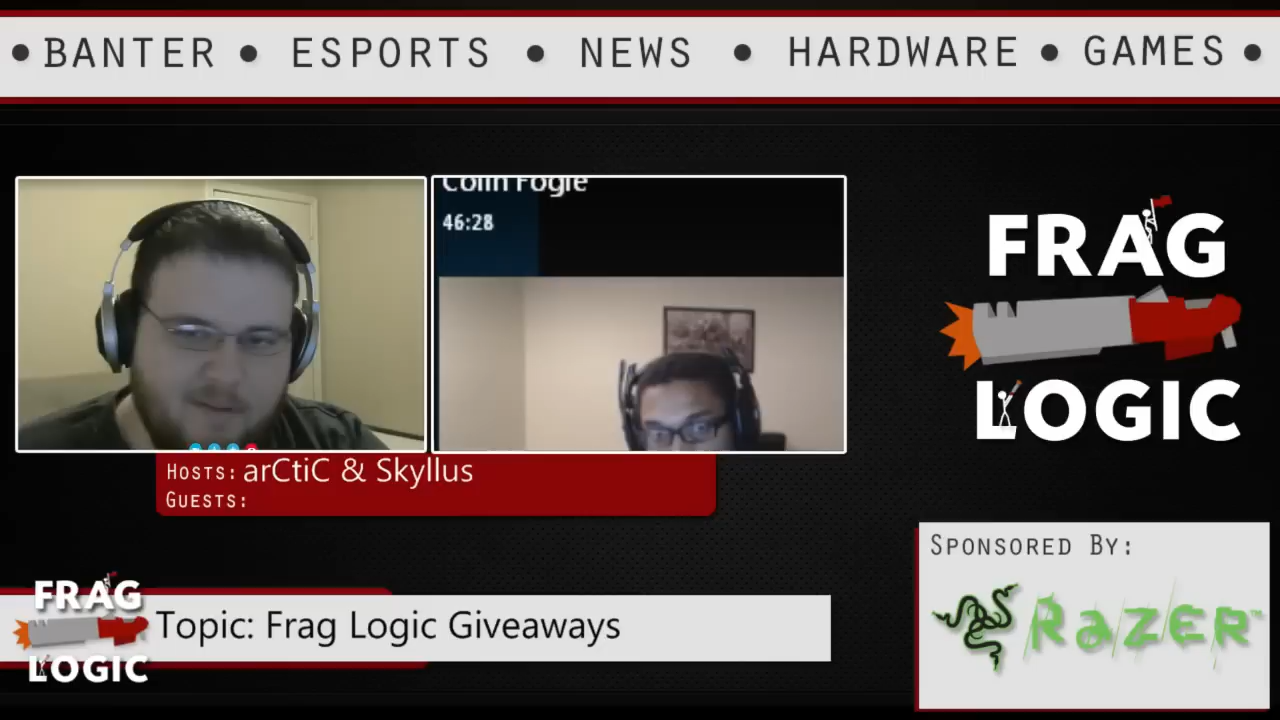 • BANTER • ESPORTS • NEWS • HARDWARE • GAMES •
Colin Fogle
46:28
FRAG
LOGIC
HOSTS: arCtiC & Skyllus
GUESTS:
SPONSORED BY:
RAZER™
FRAG
LOGIC
Topic: Frag Logic Giveaways